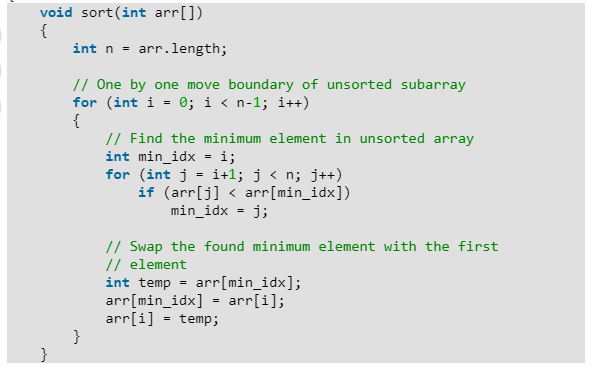 void sort(int arr[])
{
int n = arr.length;
// One by one move boundary of unsorted subarray
for (int i = 0; i < n-1; i++)
{
// Find the minimum element in unsorted array
int min_idx = i;
for (int j = i+1; j < n; j++)
if (arr[j] < arr[min_idx])
min_idx = j;
// Swap the found minimum element with the first
// element
int temp = arr[min_idx];
arr[min_idx] = arr[i];
arr[i] = temp;
}
}